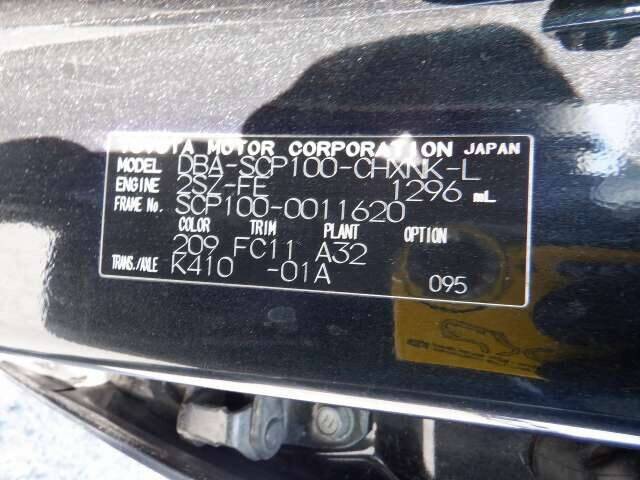 TOYOTA MOTOR CORPORATION JAPAN
MODEL DBA-SCP100-CHXNK-L
ENGINE 2SZ-FE 1296 mL
FRAME No. SCP100-0011620
COLOR TRIM PLANT OPTION
209 FC11 A32
TRANS./AXLE K410 -01A
095